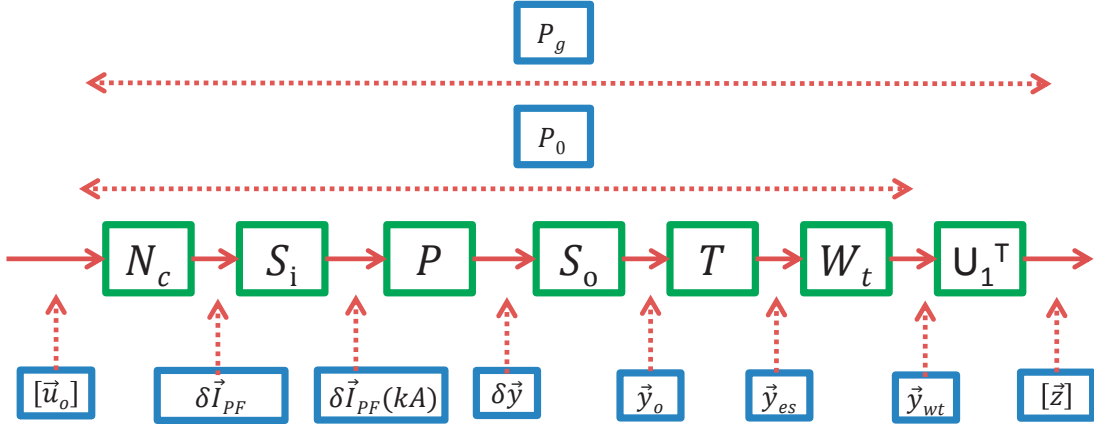 P_g
P_0
N_c S_i P S_o T W_t U_1^T
[u⃗_o] δI⃗_PF δI⃗_PF(kA) δy⃗ y⃗_o y⃗_es y⃗_wt [z⃗]